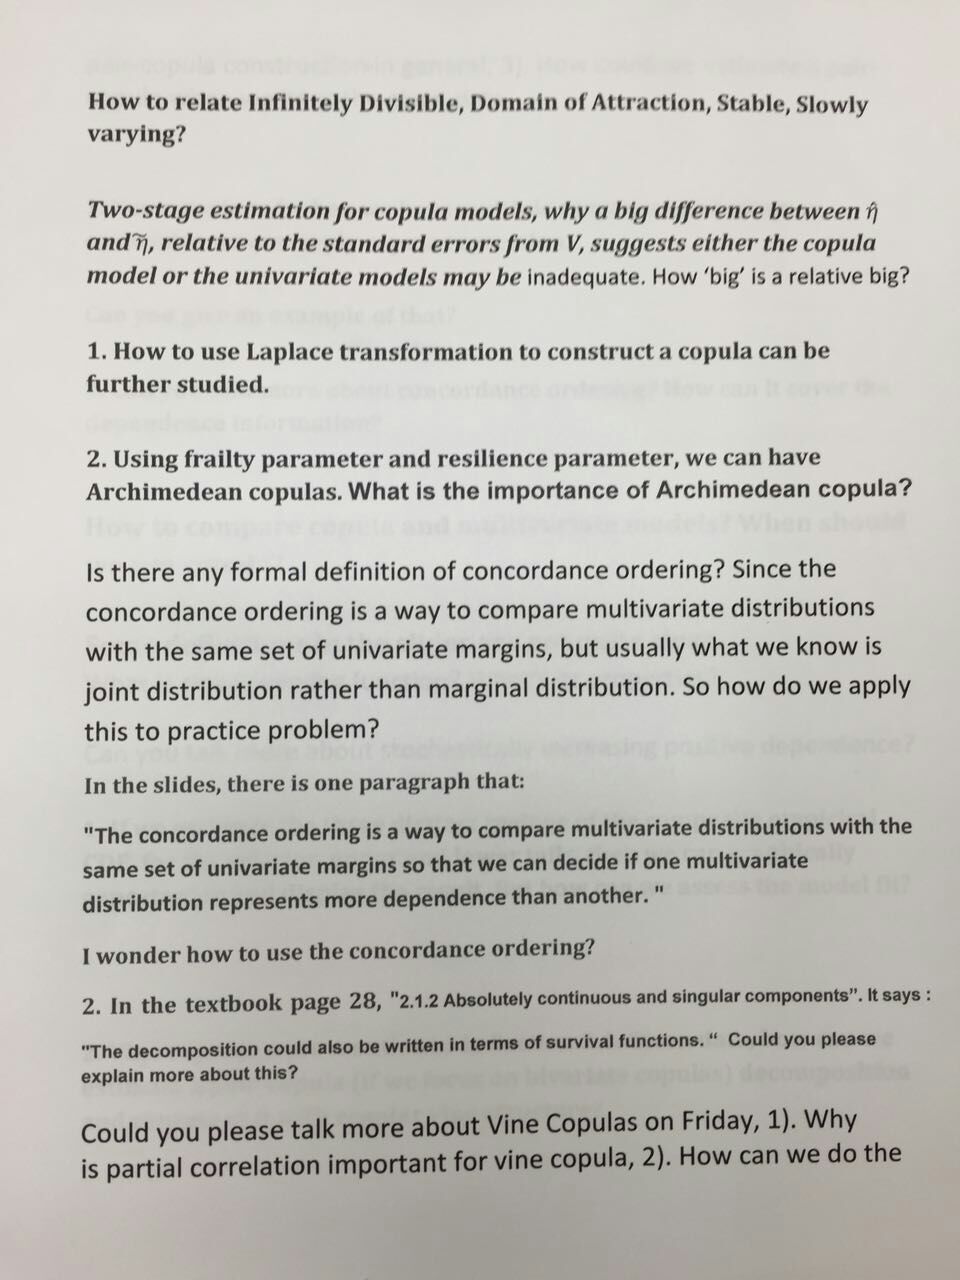 How to relate Infinitely Divisible, Domain of Attraction, Stable, Slowly
varying?
Two-stage estimation for copula models, why a big difference between η̂
and η̃, relative to the standard errors from V, suggests either the copula
model or the univariate models may be inadequate. How ‘big’ is a relative big?
1. How to use Laplace transformation to construct a copula can be
further studied.
2. Using frailty parameter and resilience parameter, we can have
Archimedean copulas. What is the importance of Archimedean copula?
Is there any formal definition of concordance ordering? Since the
concordance ordering is a way to compare multivariate distributions
with the same set of univariate margins, but usually what we know is
joint distribution rather than marginal distribution. So how do we apply
this to practice problem?
In the slides, there is one paragraph that:
"The concordance ordering is a way to compare multivariate distributions with the
same set of univariate margins so that we can decide if one multivariate
distribution represents more dependence than another. "
I wonder how to use the concordance ordering?
2. In the textbook page 28, "2.1.2 Absolutely continuous and singular components”. It says :
"The decomposition could also be written in terms of survival functions. “ Could you please
explain more about this?
Could you please talk more about Vine Copulas on Friday, 1). Why
is partial correlation important for vine copula, 2). How can we do the